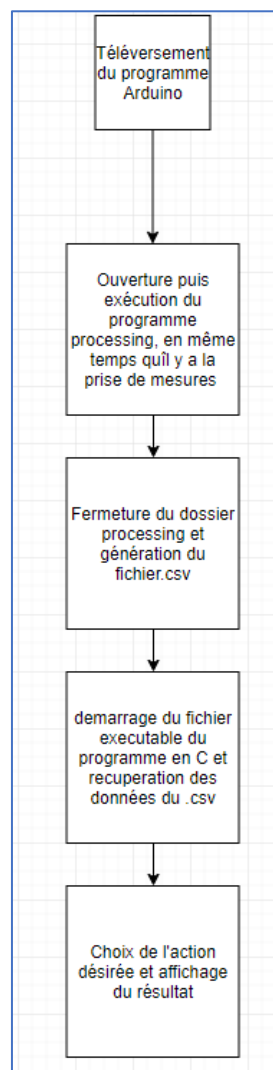 Téléversement
du programme
Arduino
Ouverture puis
exécution du
programme
processing, en même
temps quîl y a la
prise de mesures
Fermeture du dossier
processing et
génération du
fichier.csv
demarrage du fichier
executable du
programme en C et
recuperation des
données du .csv
Choix de l'action
désirée et affichage
du résultat